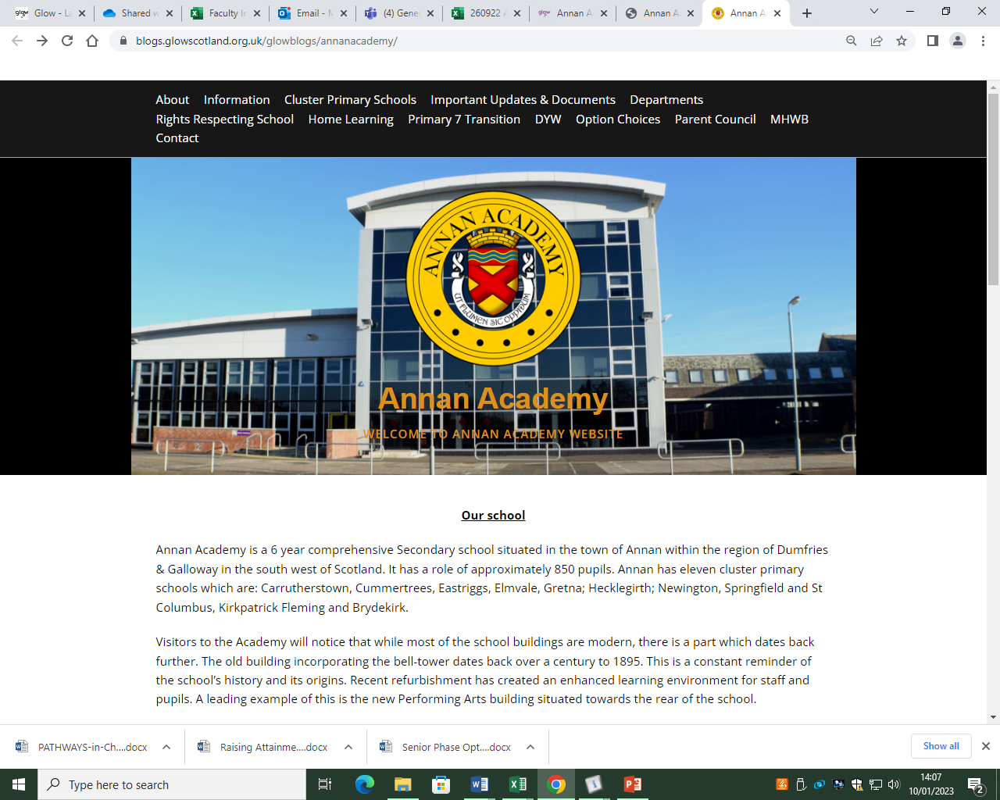 Glow - La
Shared w
Faculty In
Email - M
(4) Gene
260922 A
Annan A
Annan A
Annan A
blogs.glowscotland.org.uk/glowblogs/annanacademy/
About Information Cluster Primary Schools Important Updates & Documents Departments
Rights Respecting School Home Learning Primary 7 Transition DYW Option Choices Parent Council MHWB
Contact
ANNAN ACADEMY
UT FLUMEN SIC OPPIDUM
Annan Academy
WELCOME TO ANNAN ACADEMY WEBSITE
Our school
Annan Academy is a 6 year comprehensive Secondary school situated in the town of Annan within the region of Dumfries
& Galloway in the south west of Scotland. It has a role of approximately 850 pupils. Annan has eleven cluster primary
schools which are: Carrutherstown, Cummertrees, Eastriggs, Elmvale, Gretna; Hecklegirth; Newington, Springfield and St
Columbus, Kirkpatrick Fleming and Brydekirk.
Visitors to the Academy will notice that while most of the school buildings are modern, there is a part which dates back
further. The old building incorporating the bell-tower dates back over a century to 1895. This is a constant reminder of
the school's history and its origins. Recent refurbishment has created an enhanced learning environment for staff and
pupils. A leading example of this is the new Performing Arts building situated towards the rear of the school.
PATHWAYS-in-Ch....docx
Raising Attainme....docx
Senior Phase Opt....docx
Show all
Type here to search
14:07
10/01/2023
2